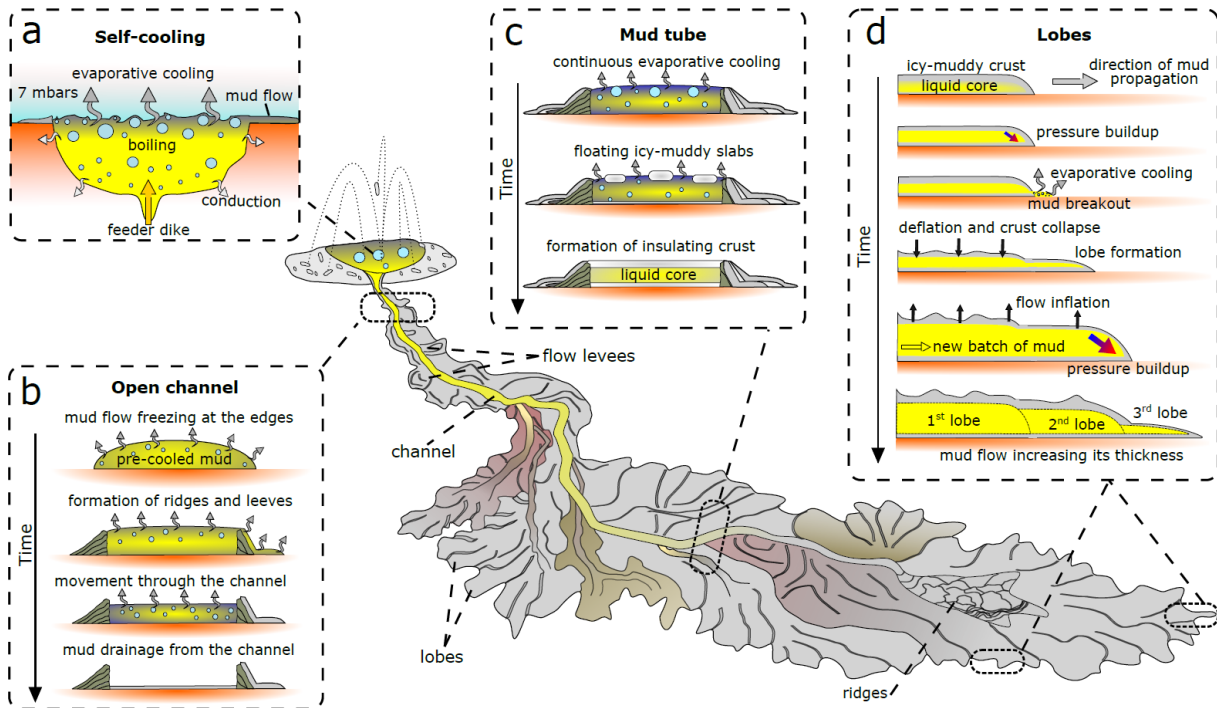 a
Self-cooling
evaporative cooling
7 mbars
mud flow
boiling
conduction
feeder dike
b
Open channel
mud flow freezing at the edges
pre-cooled mud
formation of ridges and leeves
movement through the channel
mud drainage from the channel
Time
c
Mud tube
continuous evaporative cooling
floating icy-muddy slabs
formation of insulating crust
liquid core
Time
d
Lobes
icy-muddy crust
liquid core
direction of mud
propagation
pressure buildup
evaporative cooling
mud breakout
deflation and crust collapse
lobe formation
flow inflation
new batch of mud
pressure buildup
1st lobe
2nd lobe
3rd lobe
mud flow increasing its thickness
Time
flow levees
channel
lobes
ridges